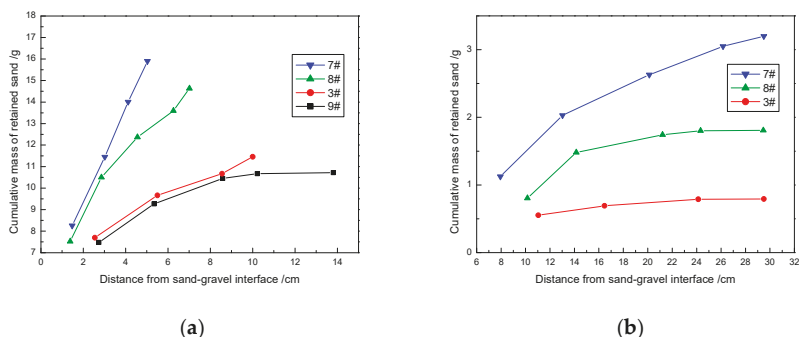 18
17
16
15
14
13
12
11
10
9
8
7
0 2 4 6 8 10 12 14
Cumulative mass of retained sand /g
Distance from sand-gravel interface /cm
7#
8#
3#
9#
(a)
3
2
1
0
6 8 10 12 14 16 18 20 22 24 26 28 30 32
Cumulative mass of retained sand /g
Distance from sand-gravel interface /cm
7#
8#
3#
(b)